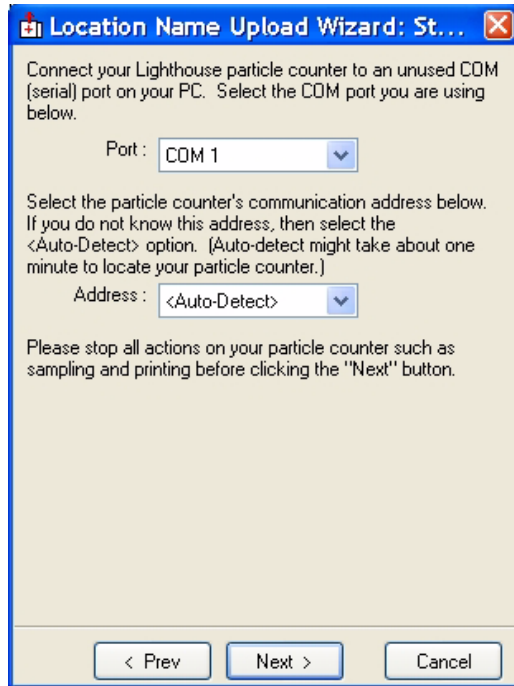 Location Name Upload Wizard: St...
Connect your Lighthouse particle counter to an unused COM
(serial) port on your PC.  Select the COM port you are using
below.
Port :  COM 1
Select the particle counter's communication address below.
If you do not know this address, then select the
<Auto-Detect> option.  (Auto-detect might take about one
minute to locate your particle counter.)
Address :  <Auto-Detect>
Please stop all actions on your particle counter such as
sampling and printing before clicking the "Next" button.
< Prev  Next >  Cancel